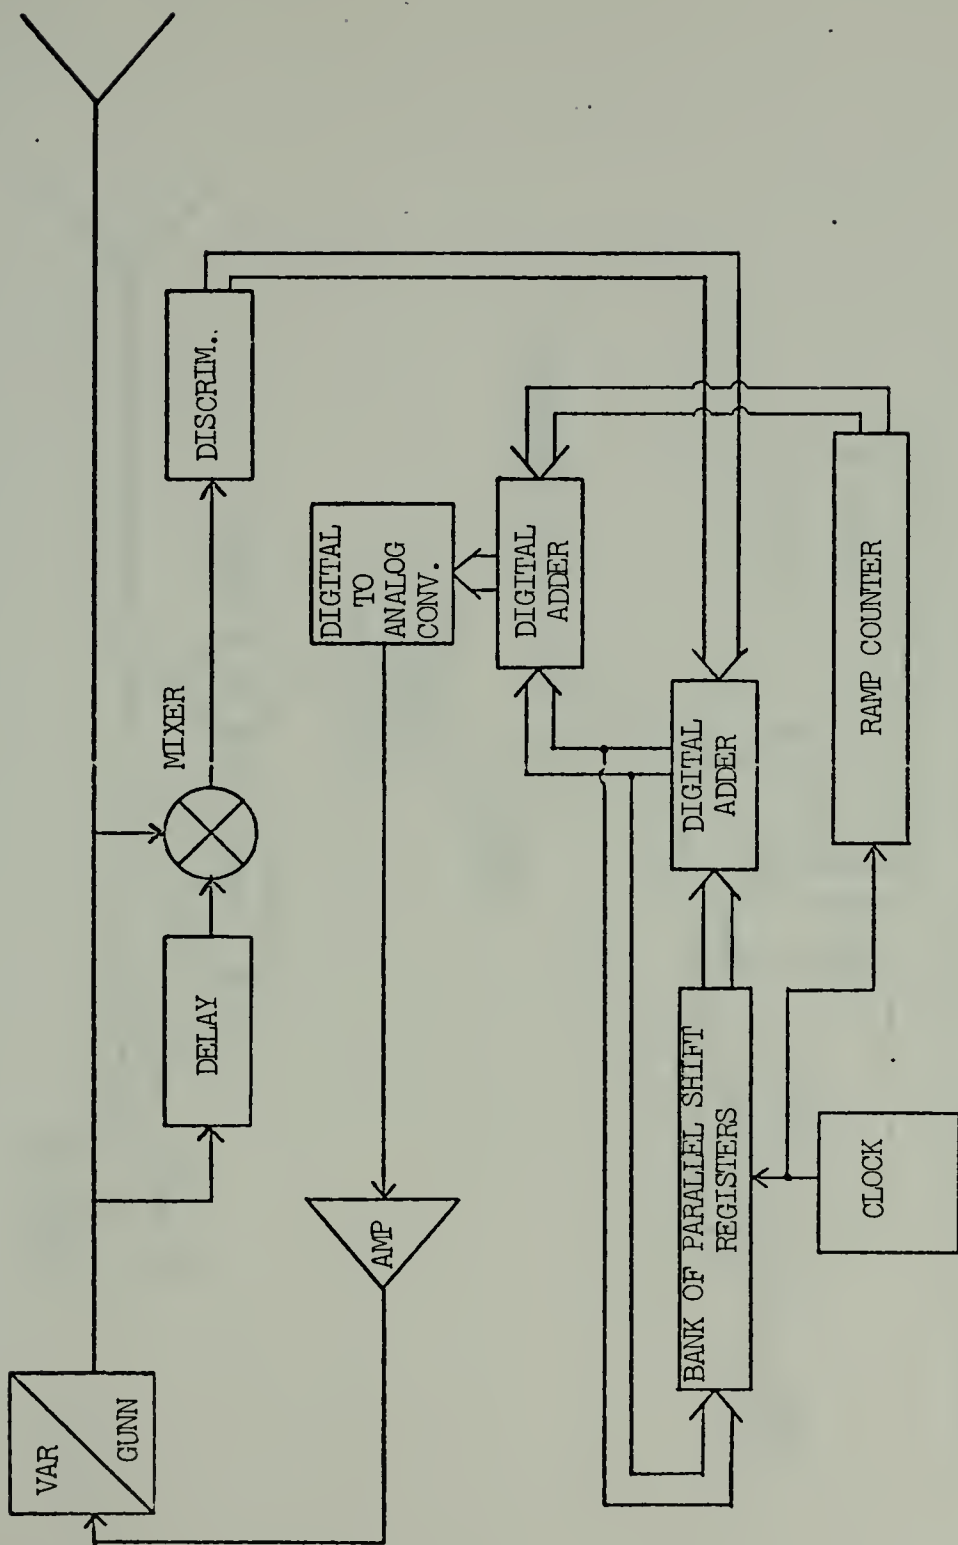 VAR
GUNN
DELAY
MIXER
DISCRIM.
AMP
DIGITAL
TO
ANALOG
CONV.
DIGITAL
ADDER
BANK OF PARALLEL SHIFT
REGISTERS
DIGITAL
ADDER
CLOCK
RAMP COUNTER